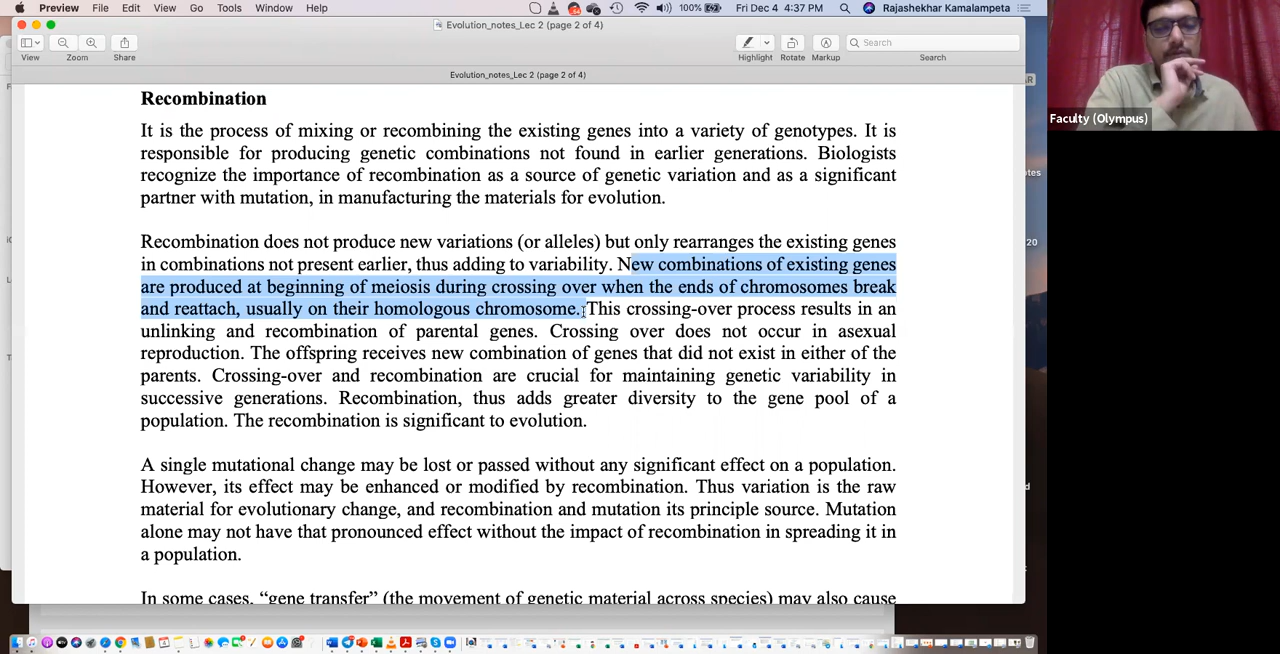 Preview File Edit View Go Tools Window Help 100% Fri Dec 4 4:37 PM Rajashekhar Kamalampeta
Evolution_notes_Lec 2 (page 2 of 4)
View Zoom Share Highlight Rotate Markup Search
Search
Evolution_notes_Lec 2 (page 2 of 4)
Faculty (Olympus)
Recombination
It is the process of mixing or recombining the existing genes into a variety of genotypes. It is
responsible for producing genetic combinations not found in earlier generations. Biologists
recognize the importance of recombination as a source of genetic variation and as a significant
partner with mutation, in manufacturing the materials for evolution.
Recombination does not produce new variations (or alleles) but only rearranges the existing genes
in combinations not present earlier, thus adding to variability. New combinations of existing genes
are produced at beginning of meiosis during crossing over when the ends of chromosomes break
and reattach, usually on their homologous chromosome. This crossing-over process results in an
unlinking and recombination of parental genes. Crossing over does not occur in asexual
reproduction. The offspring receives new combination of genes that did not exist in either of the
parents. Crossing-over and recombination are crucial for maintaining genetic variability in
successive generations. Recombination, thus adds greater diversity to the gene pool of a
population. The recombination is significant to evolution.
A single mutational change may be lost or passed without any significant effect on a population.
However, its effect may be enhanced or modified by recombination. Thus variation is the raw
material for evolutionary change, and recombination and mutation its principle source. Mutation
alone may not have that pronounced effect without the impact of recombination in spreading it in
a population.
In some cases, “gene transfer” (the movement of genetic material across species) may also cause